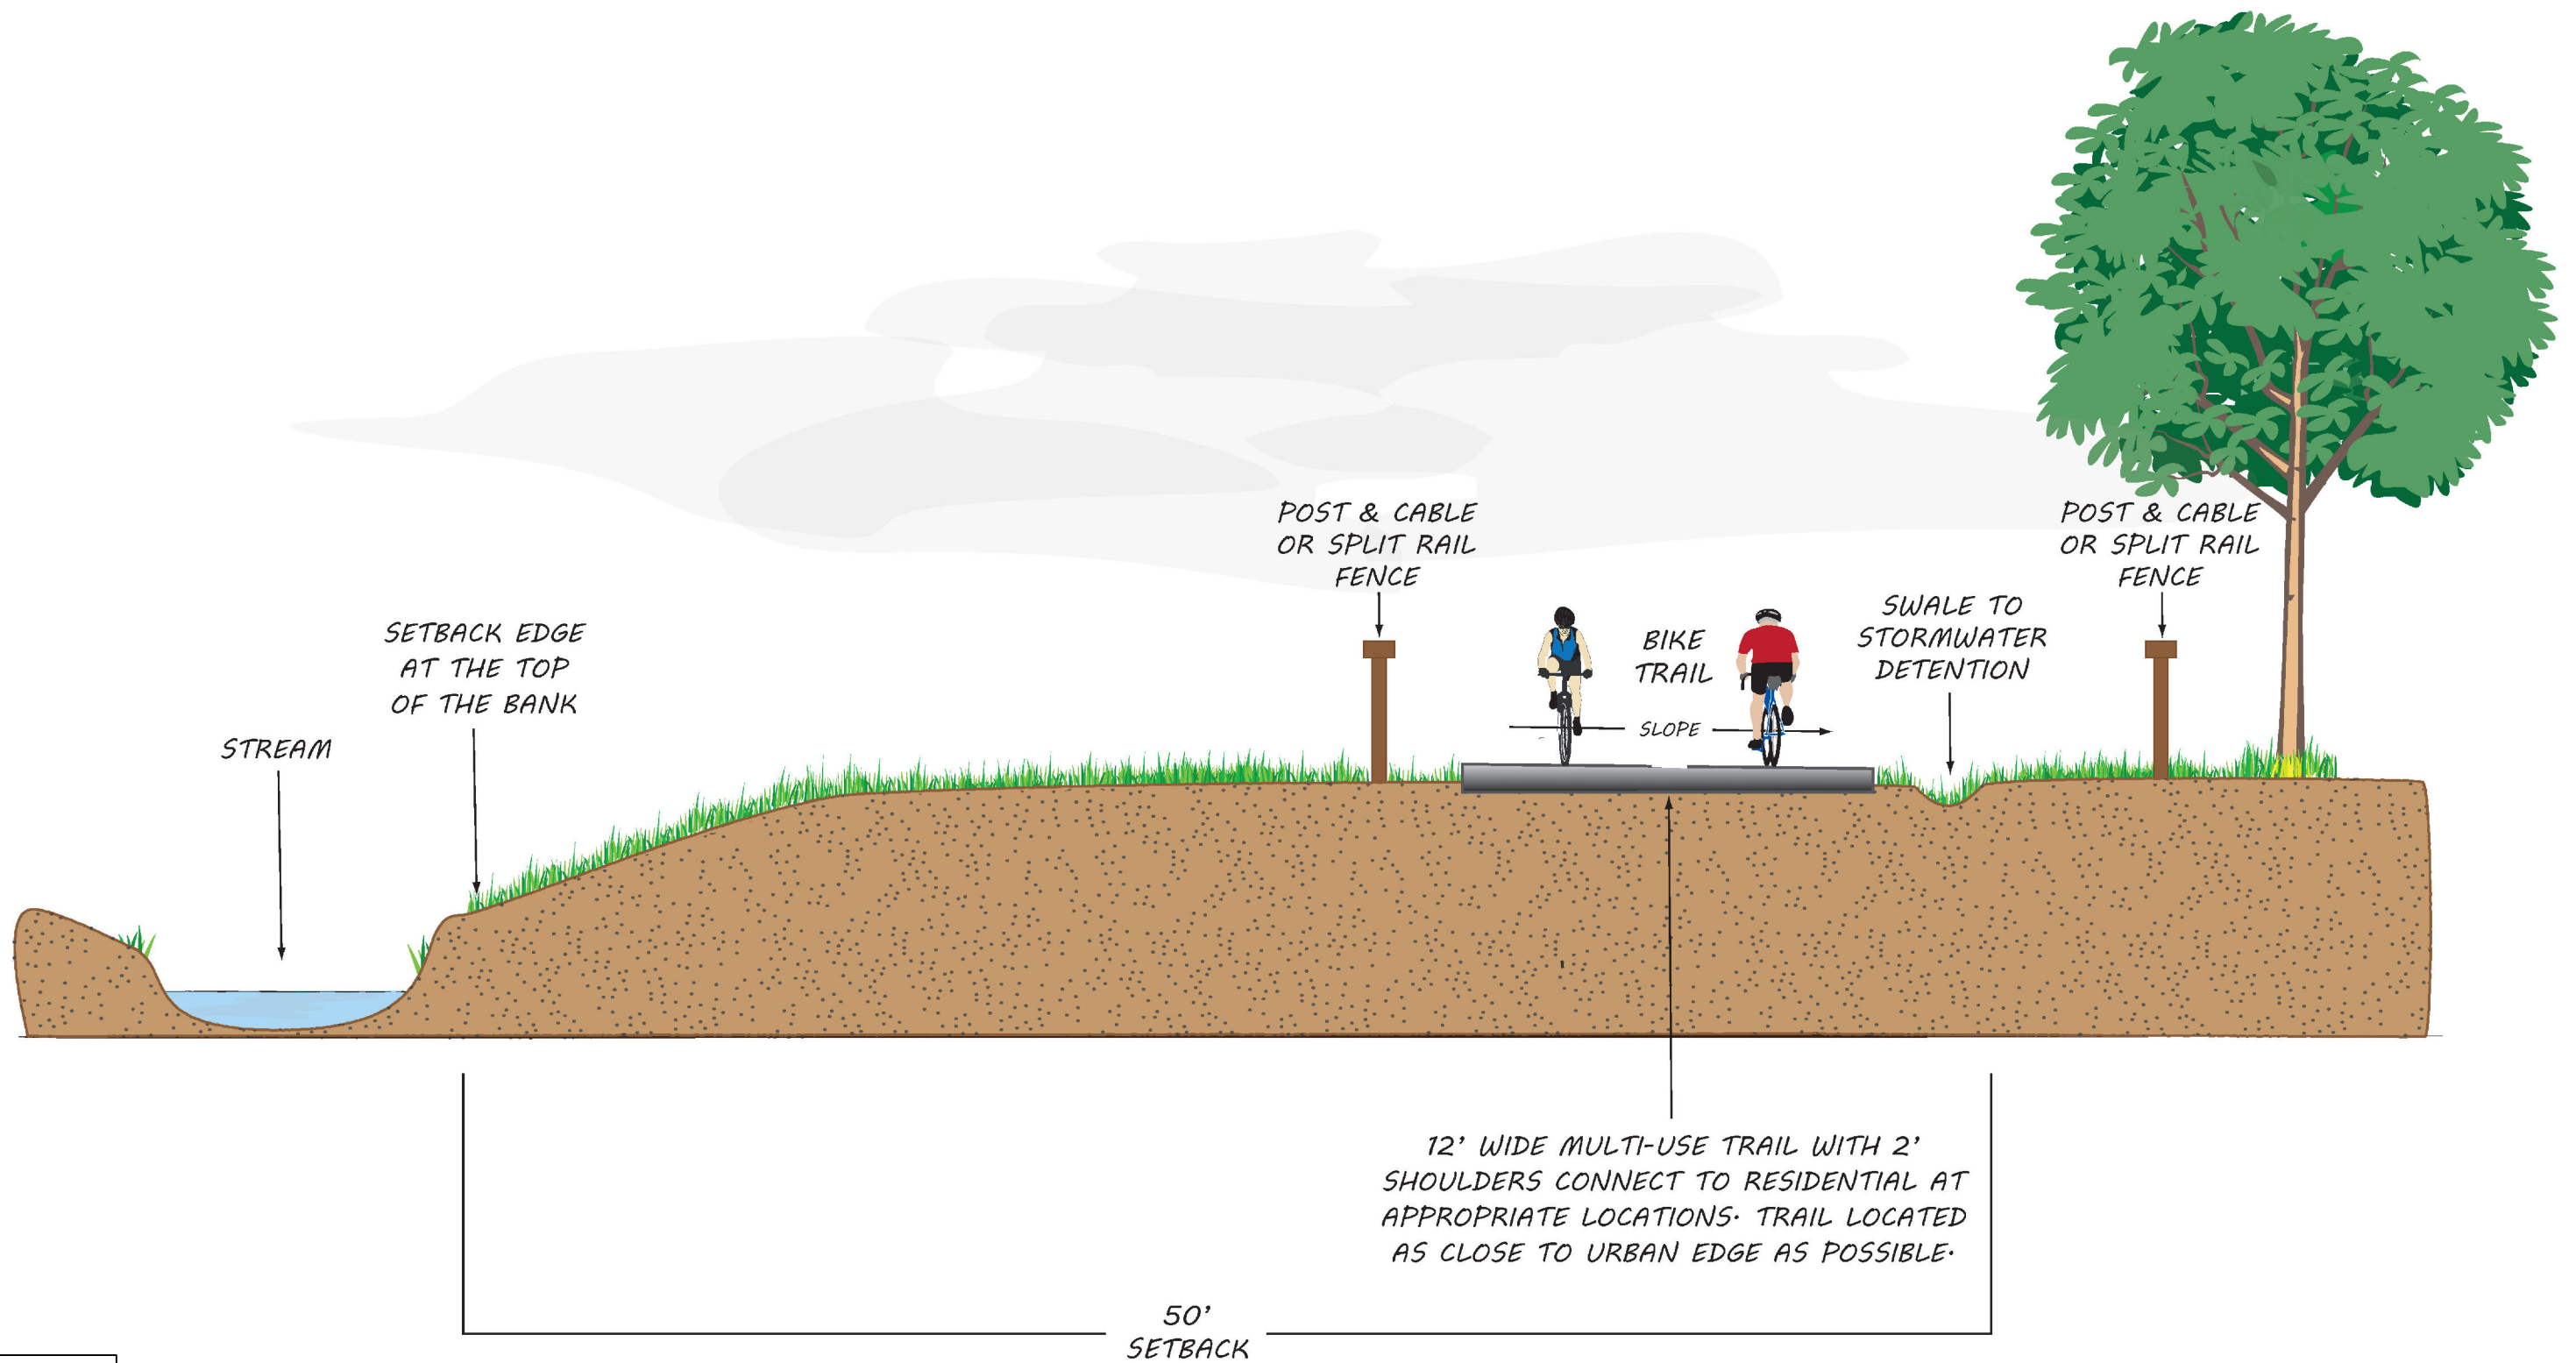 POST & CABLE
OR SPLIT RAIL
FENCE
POST & CABLE
OR SPLIT RAIL
FENCE
SETBACK EDGE
AT THE TOP
OF THE BANK
STREAM
BIKE
TRAIL
SLOPE
SWALE TO
STORMWATER
DETENTION
12' WIDE MULTI-USE TRAIL WITH 2'
SHOULDERS CONNECT TO RESIDENTIAL AT
APPROPRIATE LOCATIONS. TRAIL LOCATED
AS CLOSE TO URBAN EDGE AS POSSIBLE.
50'
SETBACK